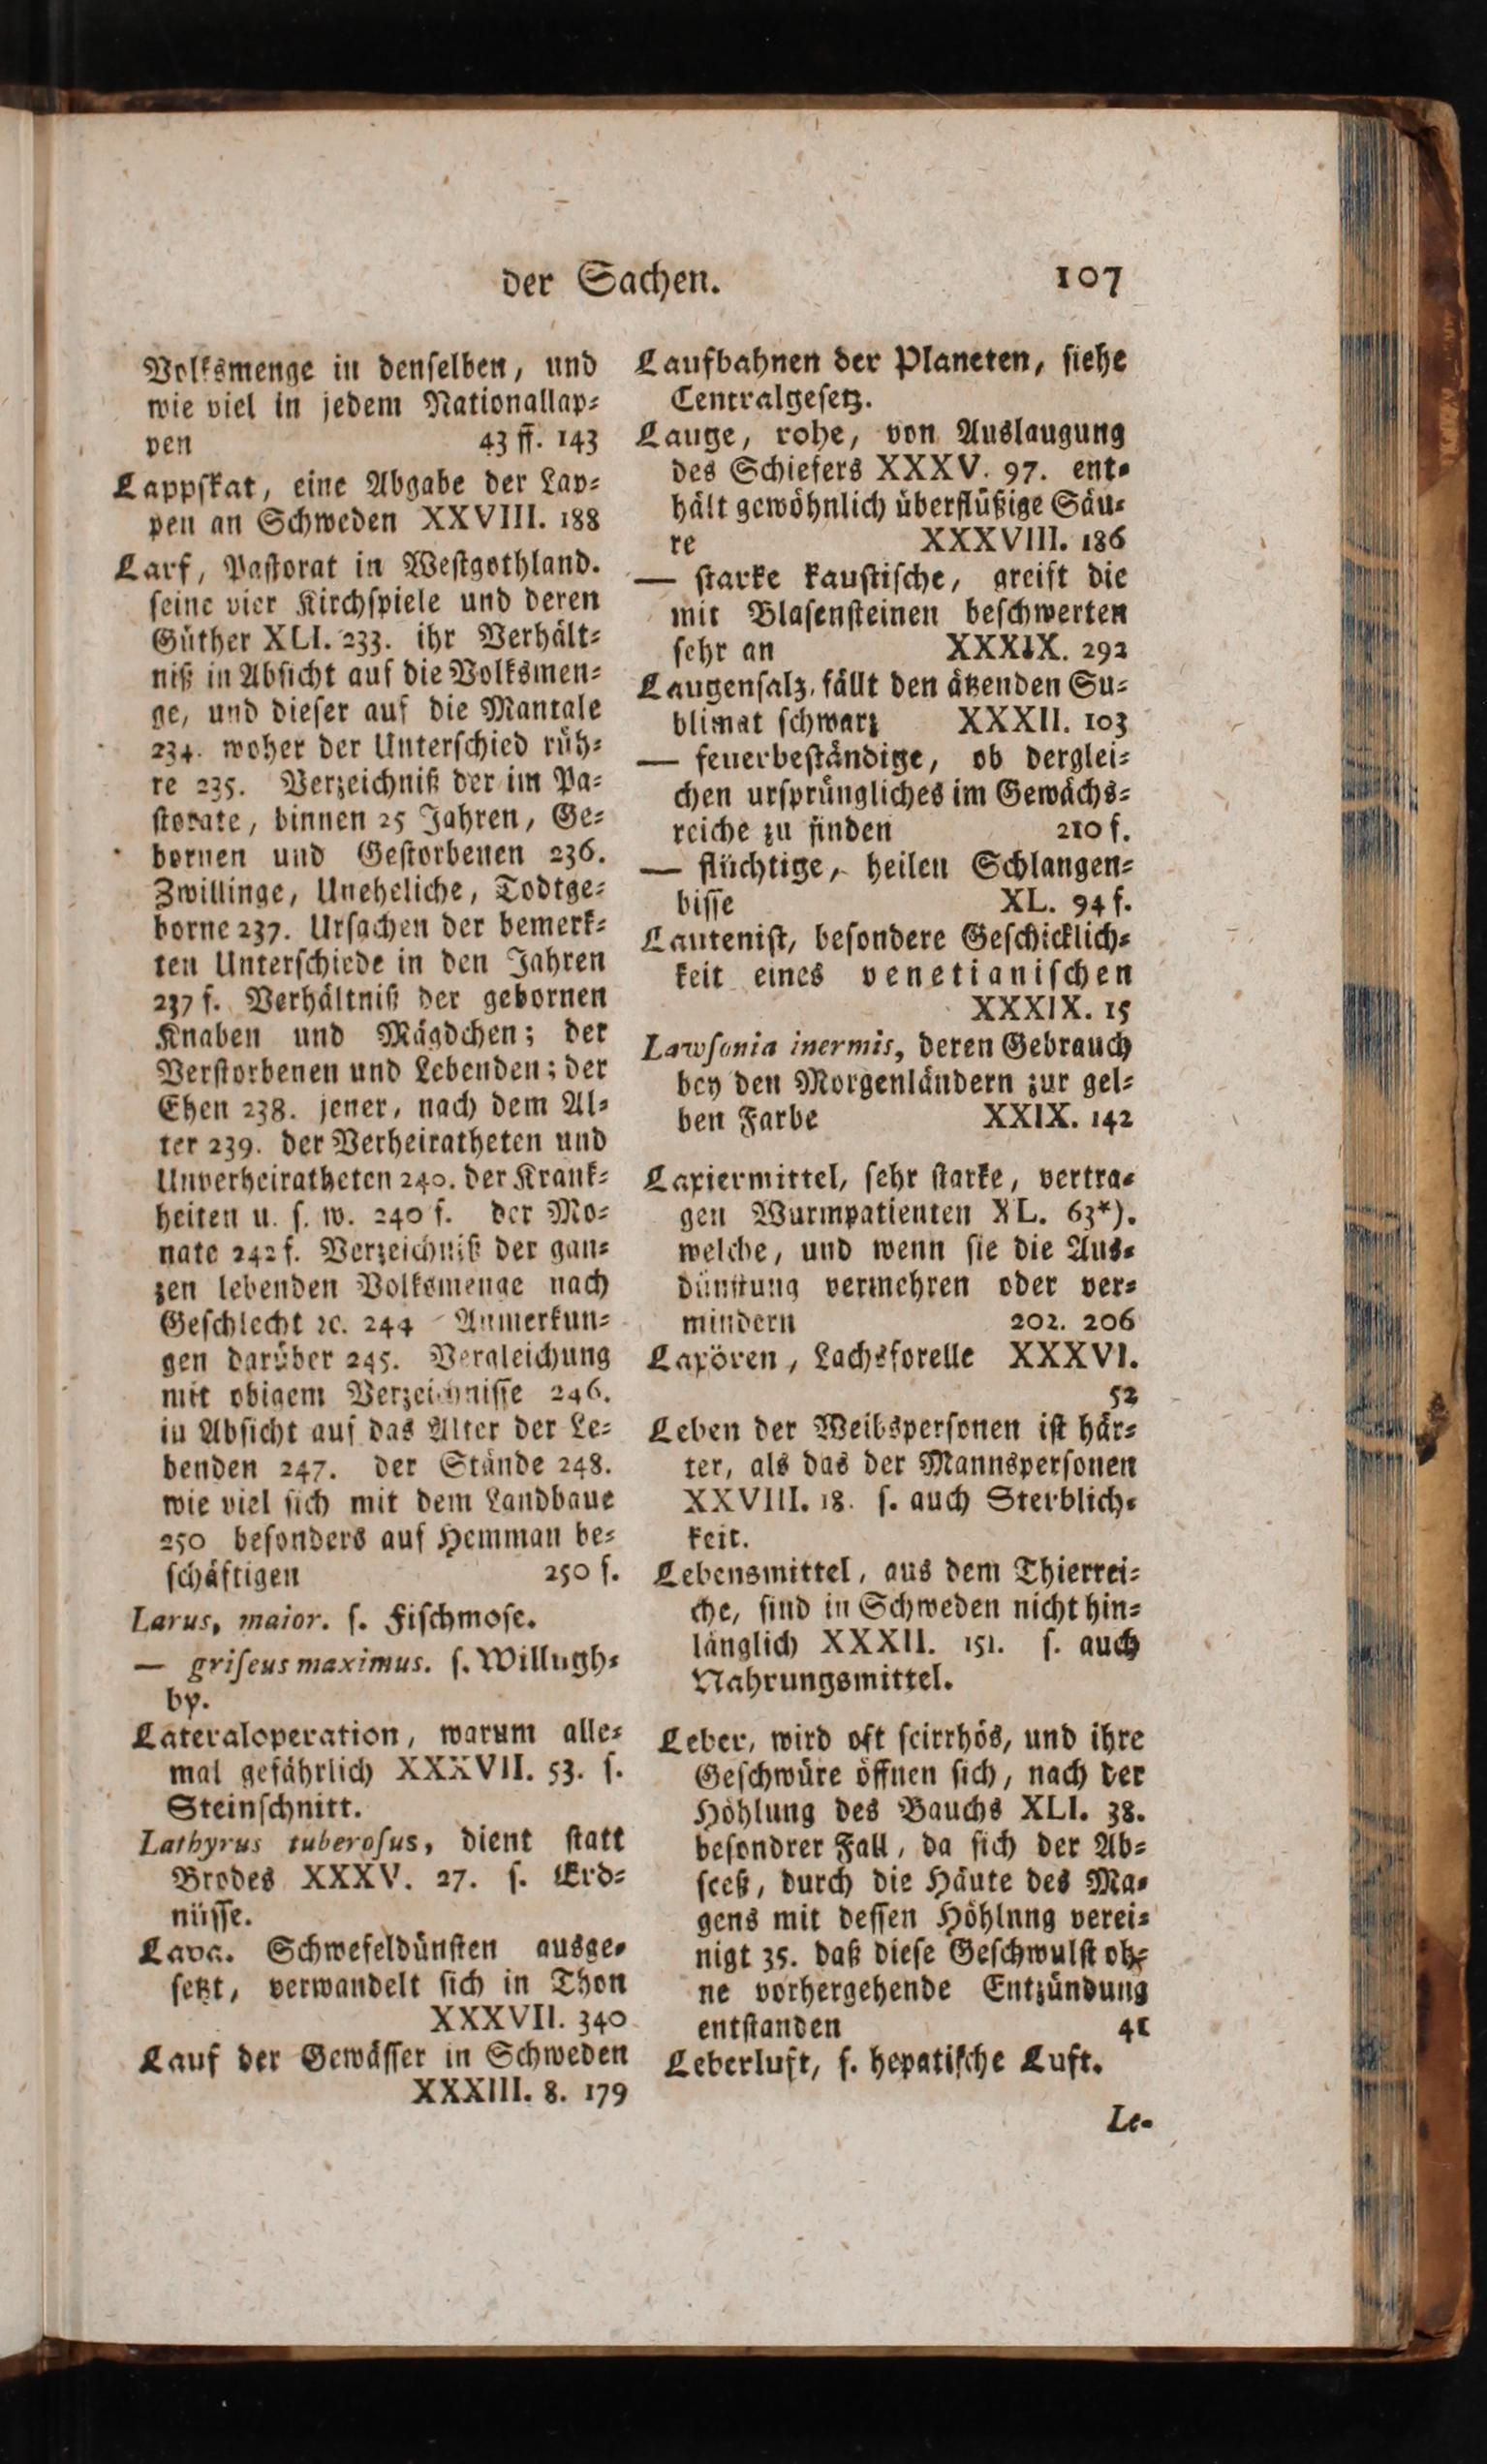 der Sachen. 107
Volksmenge in denſelben, und
wie viel in jedem Nationallap⸗
pen 43 ff. 143
Lappſkat, eine Abgabe der Lap⸗
pen an Schweden XXVIII. 188
Larf, Paſtorat in Weſtgothland.
ſeine vier Kirchſpiele und deren
Güther XLI. 233. ihr Verhält⸗
niß in Abſicht auf die Volksmen⸗
ge, und dieſer auf die Mantale
234. woher der Unterſchied rüh⸗
re 235. Verzeichniß der im Pa⸗
ſtorate, binnen 25 Jahren, Ge⸗
bornen und Geſtorbenen 236.
Zwillinge, Uneheliche, Todtge⸗
borne 237. Urſachen der bemerk⸗
ten Unterſchiede in den Jahren
237 f. Verhältniß der gebornen
Knaben und Mägdchen; der
Verſtorbenen und Lebenden; der
Ehen 238. jener, nach dem Al⸗
ter 239. der Verheiratheten und
Unverheiratheten 240. der Krank⸗
heiten u. ſ. w. 240 f. der Mo⸗
nate 242 f. Verzeichniß der gan⸗
zen lebenden Volksmenge nach
Geſchlecht ꝛc. 244 Anmerkun⸗
gen darüber 245. Vergleichung
mit obigem Verzeichniſſe 246.
in Abſicht auf das Alter der Le⸗
benden 247. der Stände 248.
wie viel ſich mit dem Landbaue
250 beſonders auf Hemman be⸗
ſchäftigen 250 f.
Larus, maior. ſ. Fiſchmoſe.
— griſeus maximus. ſ. Willugh⸗
by.
Lateraloperation, warum alle⸗
mal gefährlich XXXVII. 53. ſ.
Steinſchnitt.
Lathyrus tuberoſus, dient ſtatt
Brodes XXXV. 27. ſ. Erd⸗
nüſſe.
Lava. Schwefeldünſten ausge⸗
ſetzt, verwandelt ſich in Thon
XXXVII. 340
Lauf der Gewäſſer in Schweden
XXXIII. 8. 179
Laufbahnen der Planeten, ſiehe
Centralgeſetz.
Lauge, rohe, von Auslaugung
des Schiefers XXXV. 97. ent⸗
hält gewöhnlich überflüßige Säu⸗
re XXXVIII. 186
— ſtarke kauſtiſche, greift die
mit Blaſenſteinen beſchwerten
ſehr an XXXIX. 292
Laugenſalz, fällt den ätzenden Su⸗
blimat ſchwarz XXXII. 103
— feuerbeſtändige, ob derglei⸗
chen urſprüngliches im Gewächs⸗
reiche zu finden 210 f.
— flüchtige, heilen Schlangen⸗
biſſe XL. 94 f.
Lauteniſt, beſondere Geſchicklich⸗
keit eines venetianiſchen
XXXIX. 15
Lawſonia inermis, deren Gebrauch
bey den Morgenländern zur gel⸗
ben Farbe XXIX. 142
Laxiermittel, ſehr ſtarke, vertra⸗
gen Wurmpatienten XL. 63*).
welche, und wenn ſie die Aus⸗
dünſtung vermehren oder ver⸗
mindern 202. 206
Laxören, Lachsforelle XXXVI.
52
Leben der Weibsperſonen iſt här⸗
ter, als das der Mannsperſonen
XXVIII. 18. ſ. auch Sterblich⸗
keit.
Lebensmittel, aus dem Thierrei⸗
che, ſind in Schweden nicht hin⸗
länglich XXXII. 151. ſ. auch
Nahrungsmittel.
Leber, wird oft ſcirrhös, und ihre
Geſchwüre öffnen ſich, nach der
Höhlung des Bauchs XLI. 38.
beſondrer Fall, da ſich der Ab⸗
ſceß, durch die Häute des Ma⸗
gens mit deſſen Höhlnng verei⸗
nigt 35. daß dieſe Geſchwulſt oh⸗
ne vorhergehende Entzündung
entſtanden 41
Leberluft, ſ. hepatiſche Luft.
Le⸗